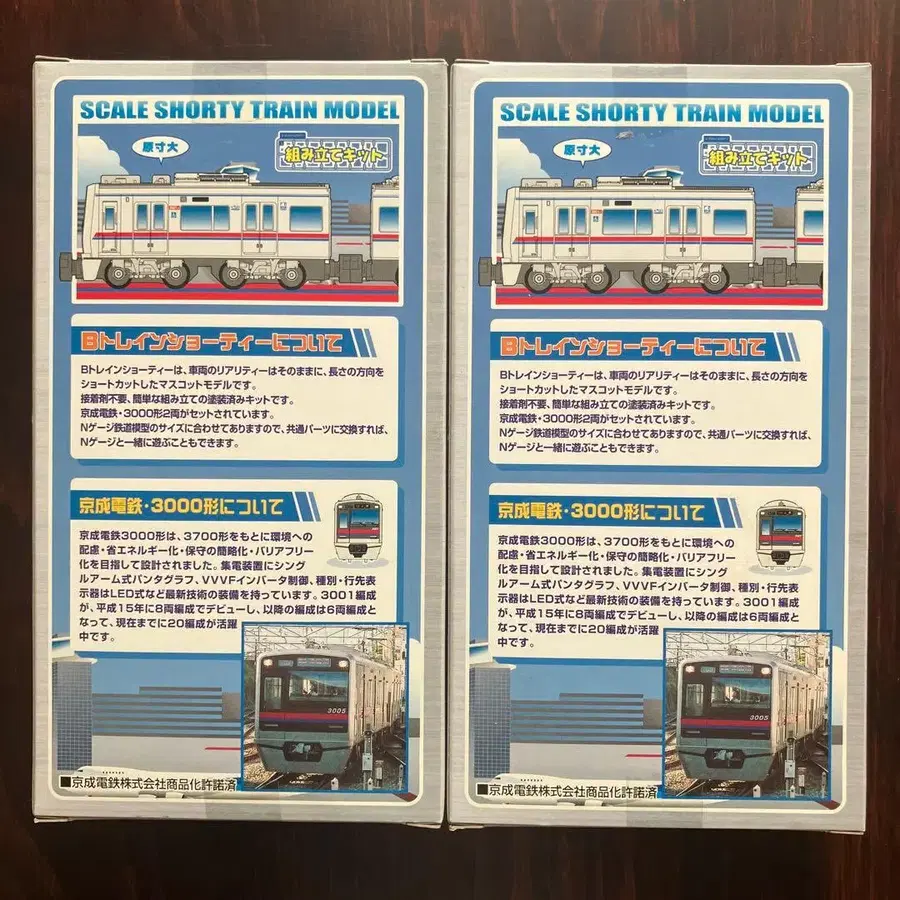 SCALE SHORTY TRAIN MODEL
原寸大
組み立てキット
Bトレインショーティーについて
Bトレインショーティーは、車両のリアリティーはそのままに、長さの方向を
ショートカットしたマスコットモデルです。
接着剤不要、簡単な組み立ての塗装済みキットです。
京成電鉄・3000形2両がセットされています。
Nゲージ鉄道模型のサイズに合わせてありますので、共通パーツに交換すれば、
Nゲージと一緒に遊ぶこともできます。
京成電鉄・3000形について
京成電鉄3000形は、3700形をもとに環境への
配慮・省エネルギー化・保守の簡略化・バリアフリー
化を目指して設計されました。集電装置にシング
ルアーム式パンタグラフ、VVVFインバータ制御、種別・行先表
示器はLED式など最新技術の装備を持っています。3001編成
が、平成15年に8両編成でデビューし、以降の編成は6両編成と
なって、現在までに20編成が活躍
中です。
3005
■京成電鉄株式会社商品化許諾済
SCALE SHORTY TRAIN MODEL
原寸大
組み立てキット
Bトレインショーティーについて
Bトレインショーティーは、車両のリアリティーはそのままに、長さの方向を
ショートカットしたマスコットモデルです。
接着剤不要、簡単な組み立ての塗装済みキットです。
京成電鉄・3000形2両がセットされています。
Nゲージ鉄道模型のサイズに合わせてありますので、共通パーツに交換すれば、
Nゲージと一緒に遊ぶこともできます。
京成電鉄・3000形について
京成電鉄3000形は、3700形をもとに環境への
配慮・省エネルギー化・保守の簡略化・バリアフリー
化を目指して設計されました。集電装置にシング
ルアーム式パンタグラフ、VVVFインバータ制御、種別・行先表
示器はLED式など最新技術の装備を持っています。3001編成
が、平成15年に8両編成でデビューし、以降の編成は6両編成と
なって、現在までに20編成が活躍
中です。
3005
■京成電鉄株式会社商品化許諾済